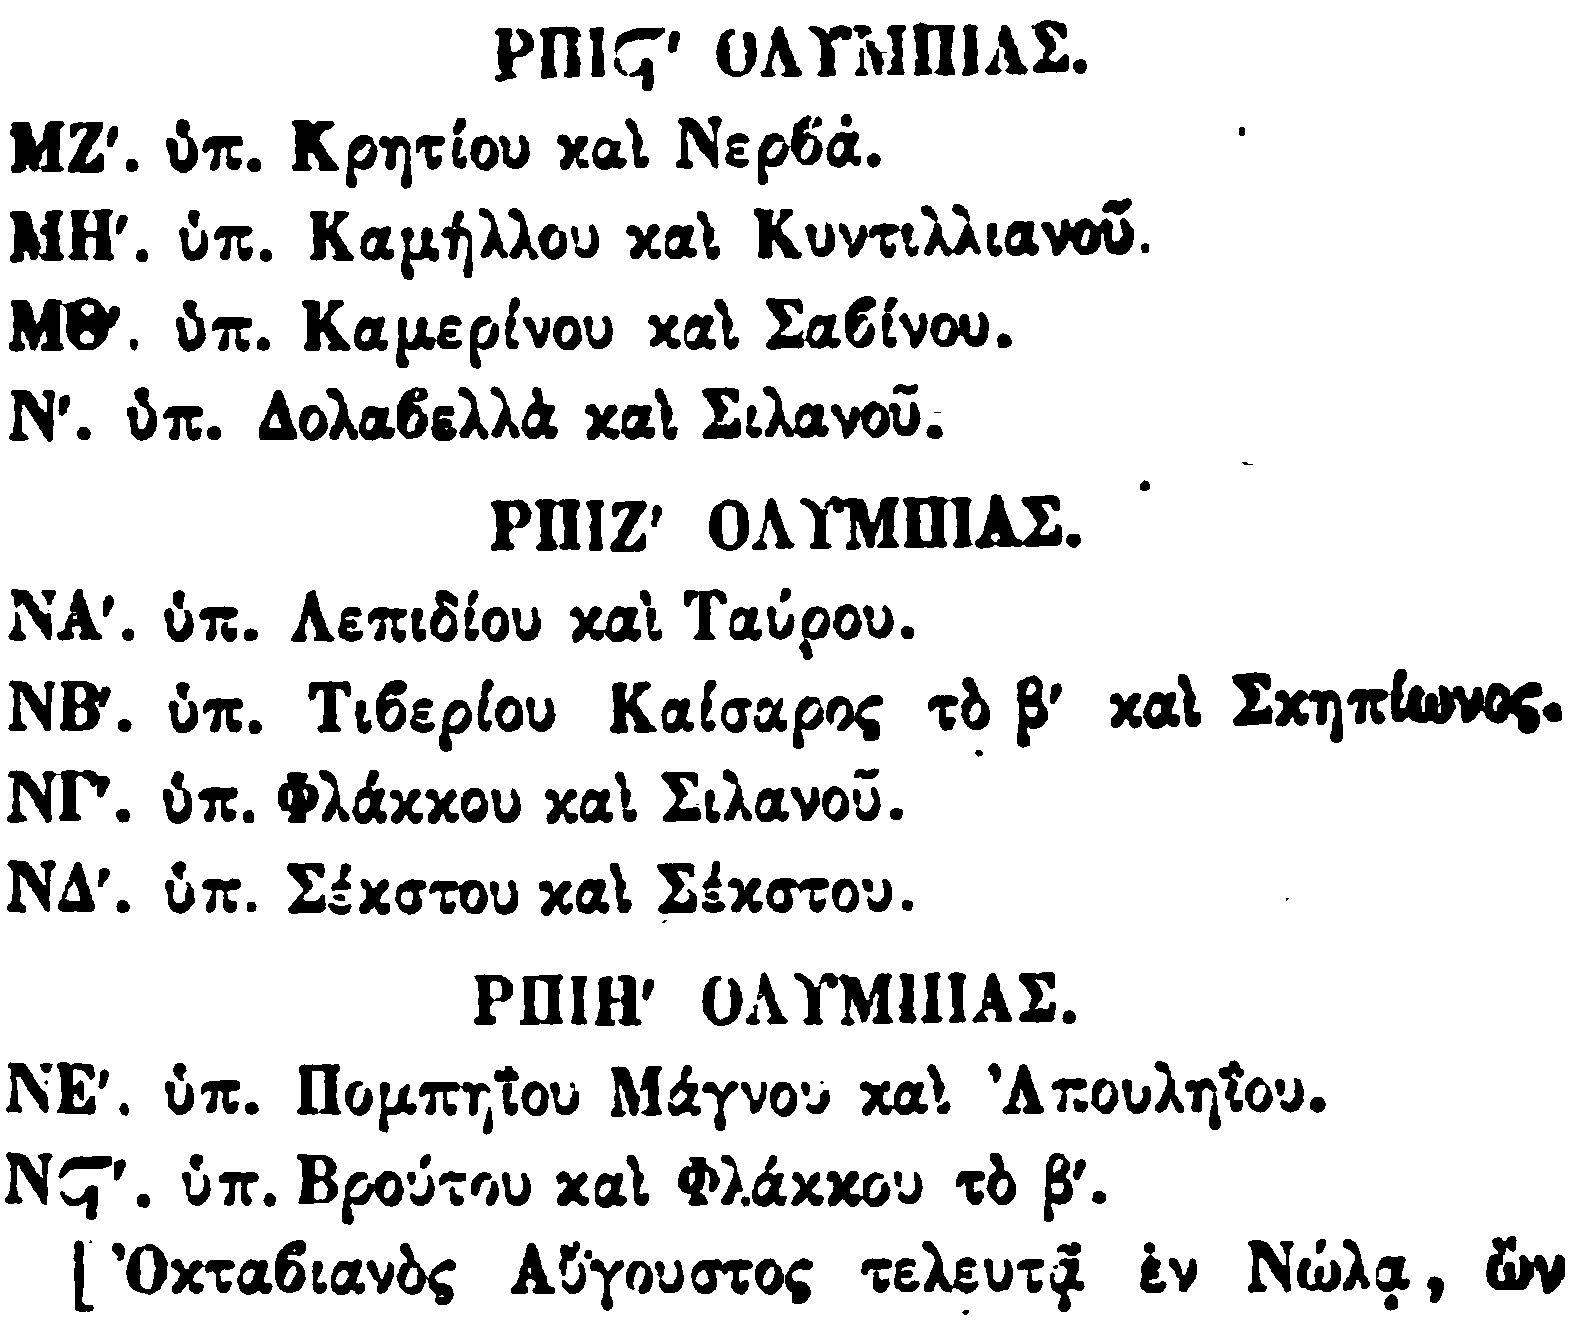 ΡΠΙϚ' ΟΛΥΜΠΙΑΣ.
ΜΖ'. ὑπ. Κρητίου καὶ Νερϐᾶ.
ΜΗ'. ὑπ. Καμήλλου καὶ Κυντιλλιανοῦ.
ΜΘ'. ὑπ. Καμερίνου καὶ Σαϐίνου.
Ν'. ὑπ. Δολαϐελλὰ καὶ Σιλανοῦ.
ΡΠΙΖ' ΟΛΥΜΠΙΑΣ.
ΝΑ'. ὑπ. Λεπιδίου καὶ Ταύρου.
ΝΒ'. ὑπ. Τιϐερίου Καίσαρος τὸ β' καὶ Σκηπίωνος.
ΝΓ'. ὑπ. Φλάκκου καὶ Σιλανοῦ.
ΝΔ'. ὑπ. Σέκστου καὶ Σέκστου.
ΡΠΙΗ' ΟΛΥΜΠΙΑΣ.
ΝΕ'. ὑπ. Πομπηΐου Μάγνου καὶ Ἀπουληΐου.
ΝϚ'. ὑπ. Βρούτου καὶ Φλάκκου τὸ β'.
[Ὀκταϐιανὸς Αὔγουστος τελευτᾷ ἐν Νώλᾳ, ὢν